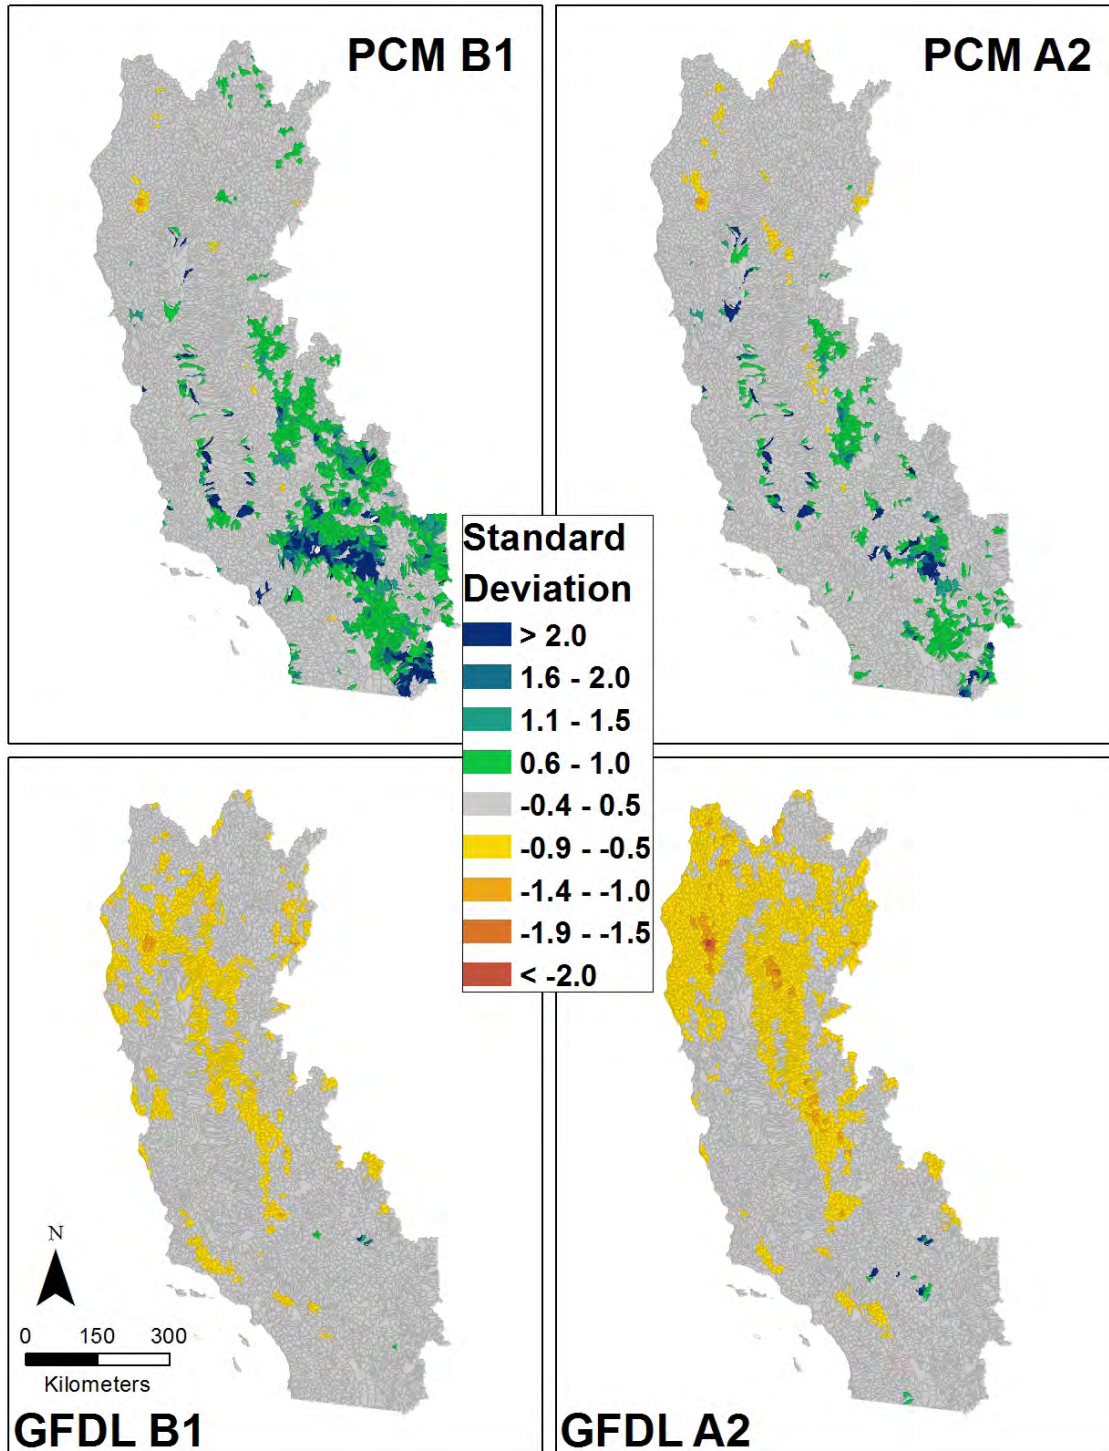 PCM B1
PCM A2
Standard
Deviation
> 2.0
1.6 - 2.0
1.1 - 1.5
0.6 - 1.0
-0.4 - 0.5
-0.9 - -0.5
-1.4 - -1.0
-1.9 - -1.5
< -2.0
N
0 150 300
Kilometers
GFDL B1
GFDL A2